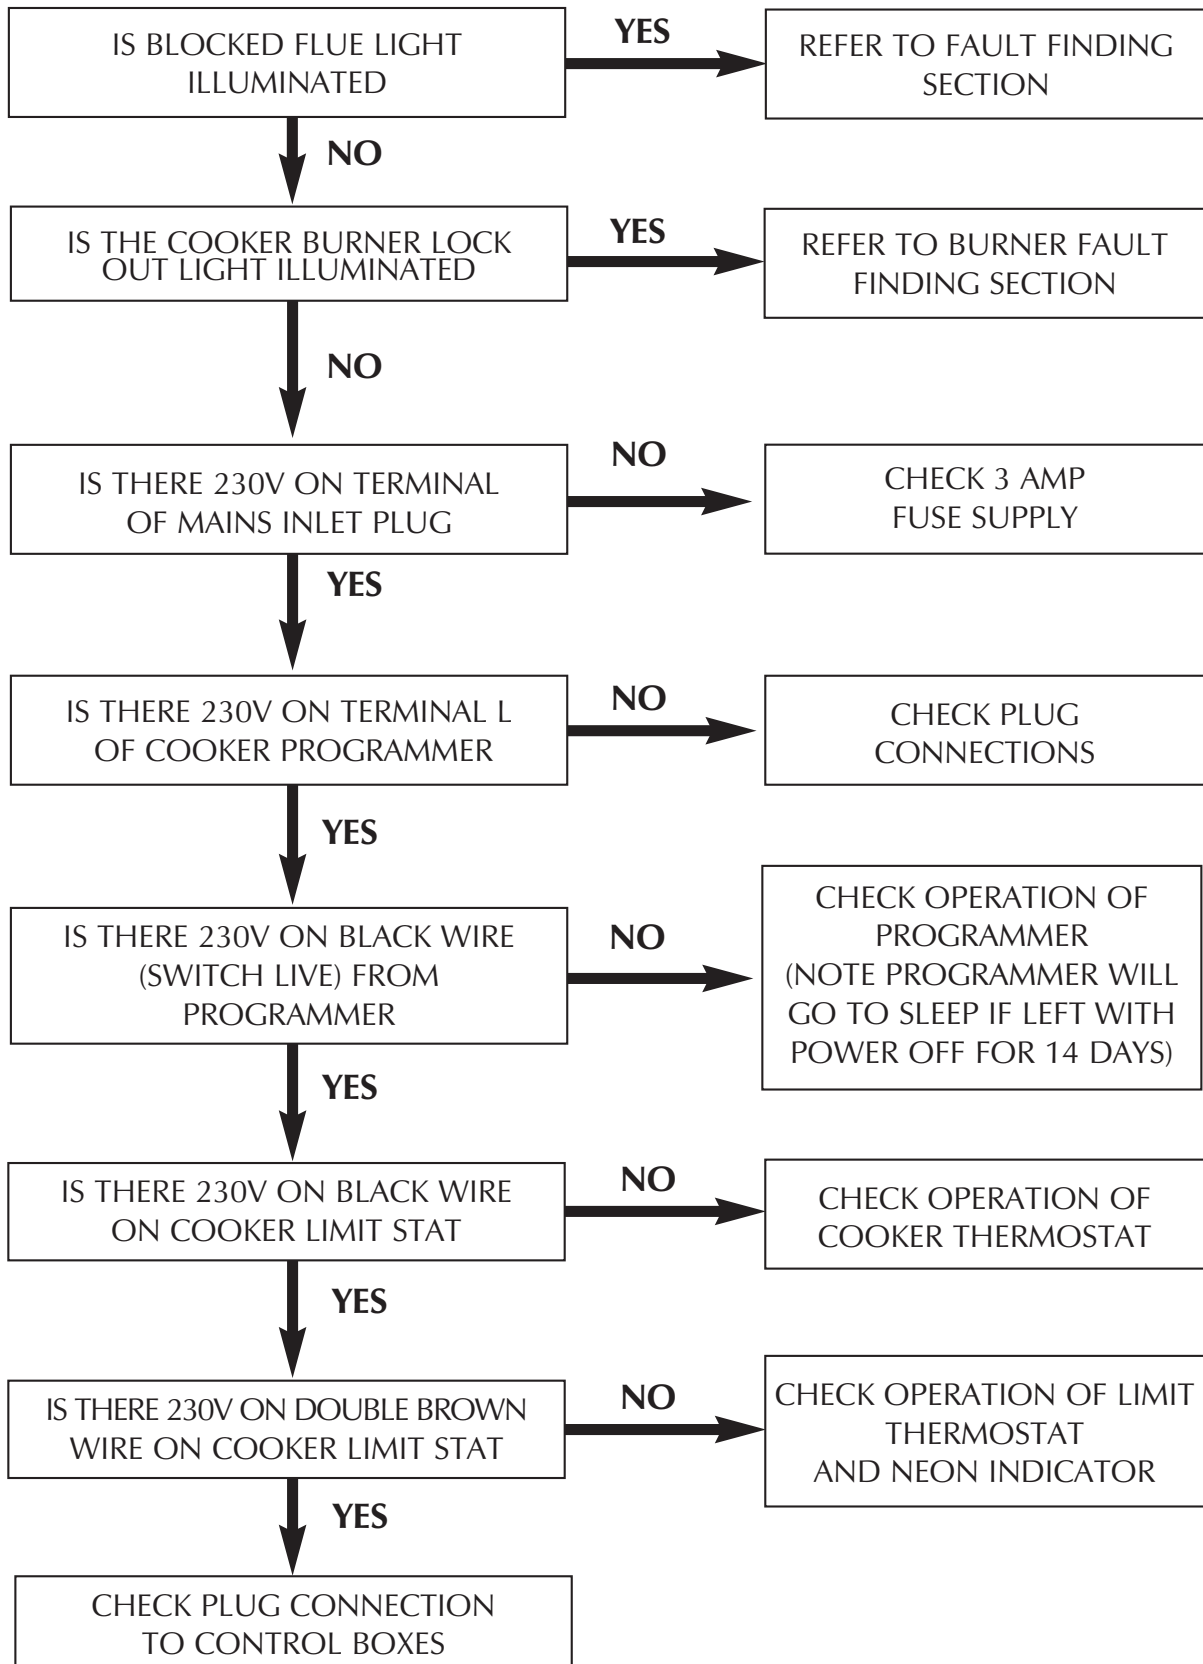 IS BLOCKED FLUE LIGHT
ILLUMINATED
YES
REFER TO FAULT FINDING
SECTION
NO
IS THE COOKER BURNER LOCK
OUT LIGHT ILLUMINATED
YES
REFER TO BURNER FAULT
FINDING SECTION
NO
IS THERE 230V ON TERMINAL
OF MAINS INLET PLUG
NO
CHECK 3 AMP
FUSE SUPPLY
YES
IS THERE 230V ON TERMINAL L
OF COOKER PROGRAMMER
NO
CHECK PLUG
CONNECTIONS
YES
IS THERE 230V ON BLACK WIRE
(SWITCH LIVE) FROM
PROGRAMMER
NO
CHECK OPERATION OF
PROGRAMMER
(NOTE PROGRAMMER WILL
GO TO SLEEP IF LEFT WITH
POWER OFF FOR 14 DAYS)
YES
IS THERE 230V ON BLACK WIRE
ON COOKER LIMIT STAT
NO
CHECK OPERATION OF
COOKER THERMOSTAT
YES
IS THERE 230V ON DOUBLE BROWN
WIRE ON COOKER LIMIT STAT
NO
CHECK OPERATION OF LIMIT
THERMOSTAT
AND NEON INDICATOR
YES
CHECK PLUG CONNECTION
TO CONTROL BOXES